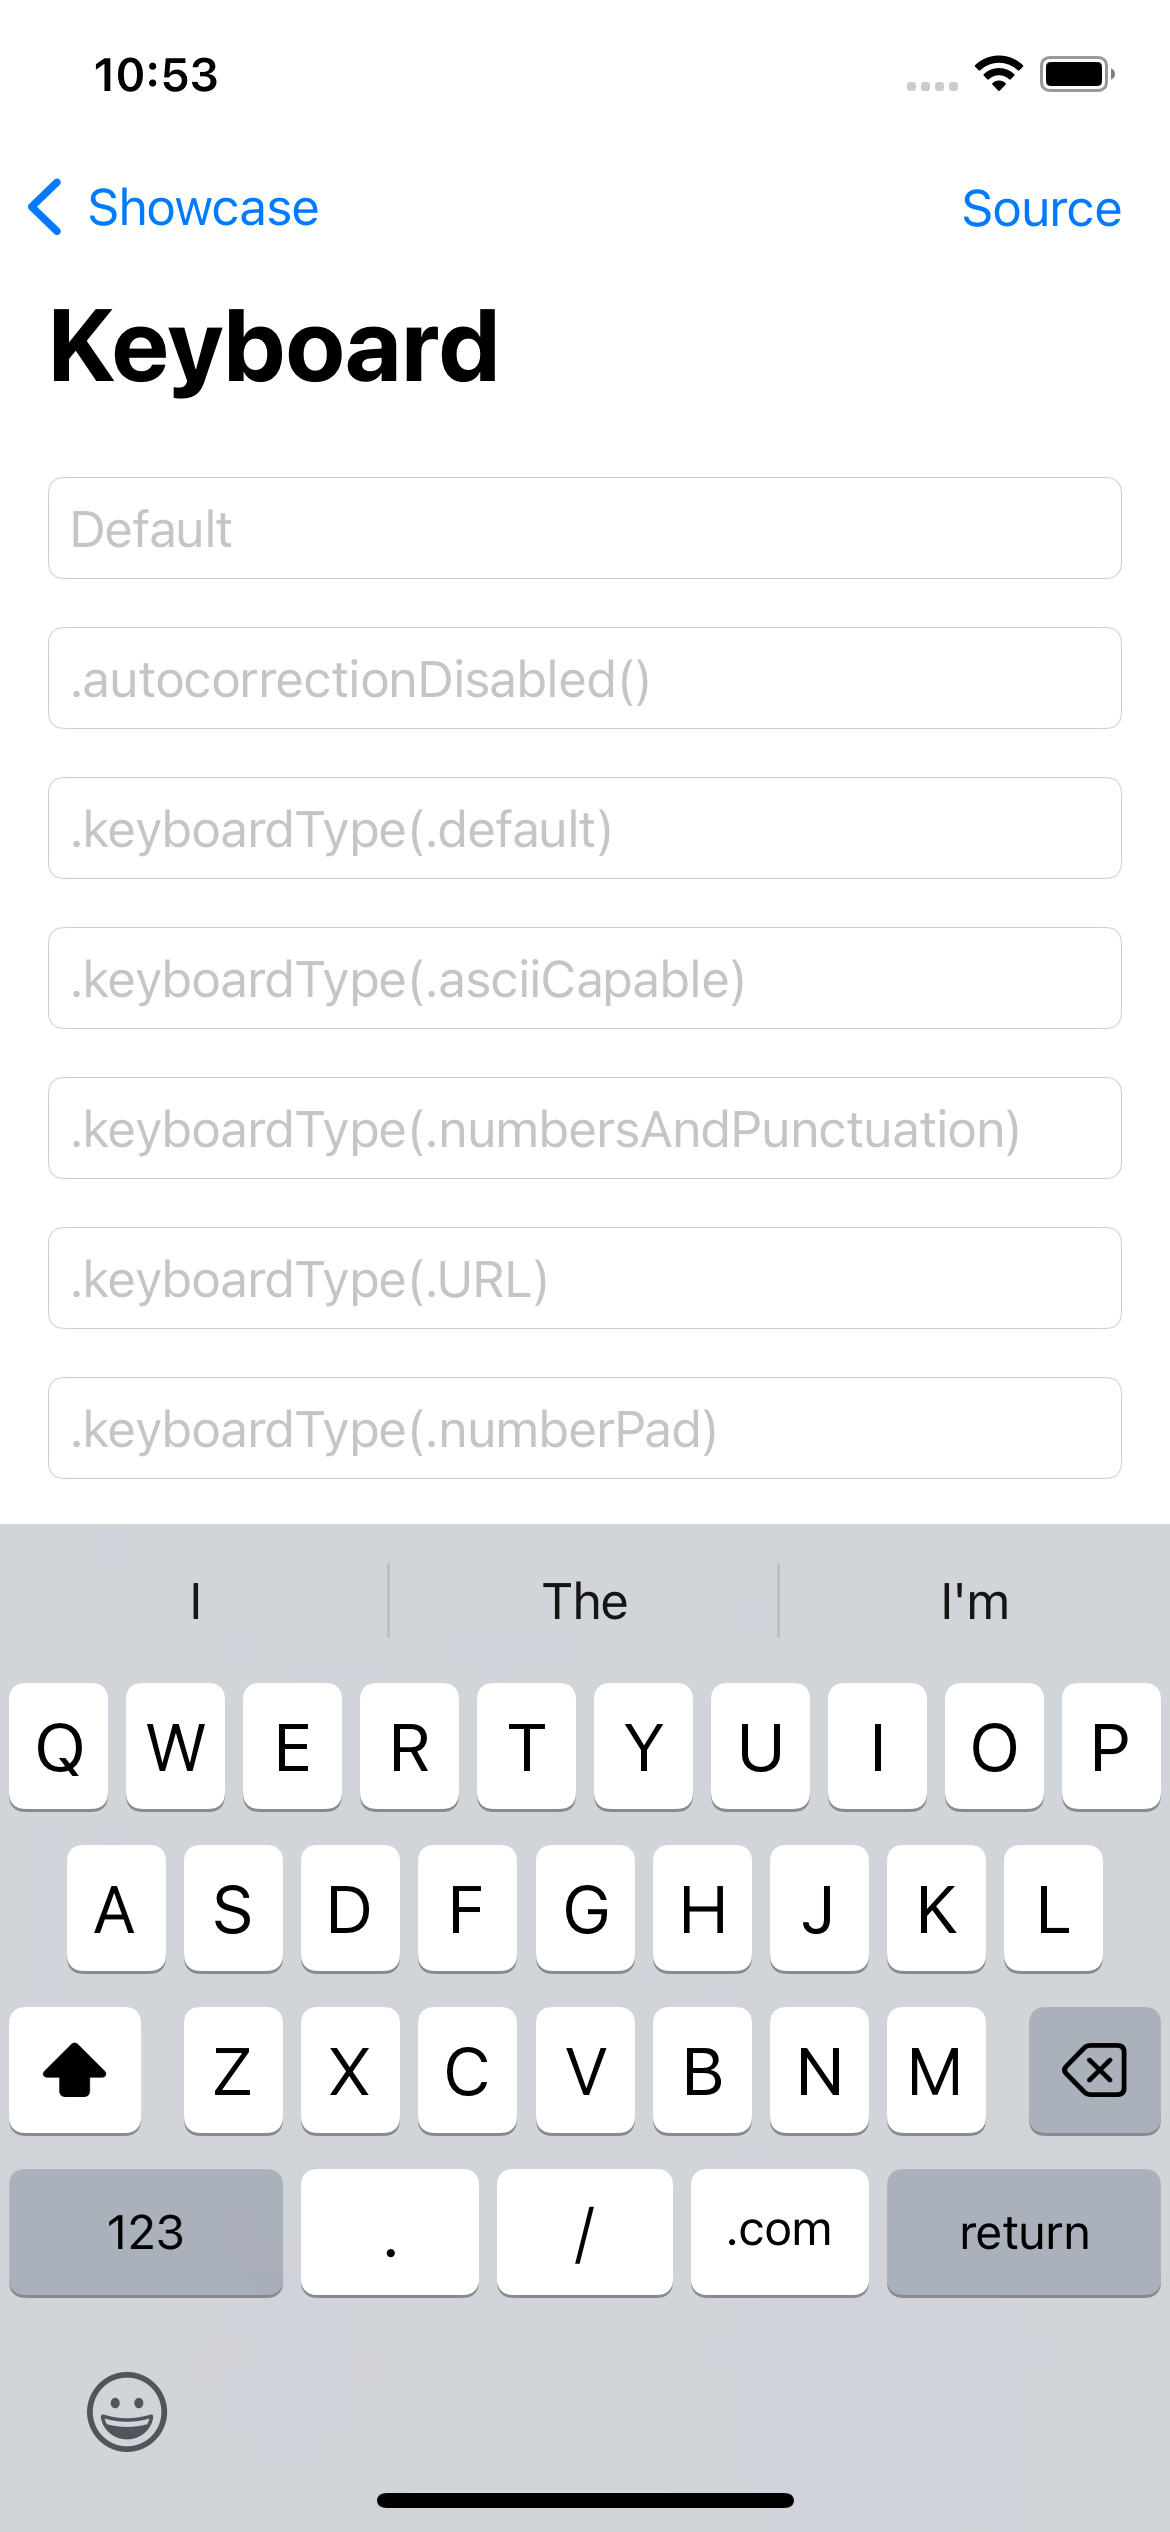 10:53
Showcase
Source
Keyboard
Default
.autocorrectionDisabled()
.keyboardType(.default)
.keyboardType(.asciiCapable)
.keyboardType(.numbersAndPunctuation)
.keyboardType(.URL)
.keyboardType(.numberPad)
I The I'm
Q W E R T Y U I O P
A S D F G H J K L
Z X C V B N M
123 . / .com return